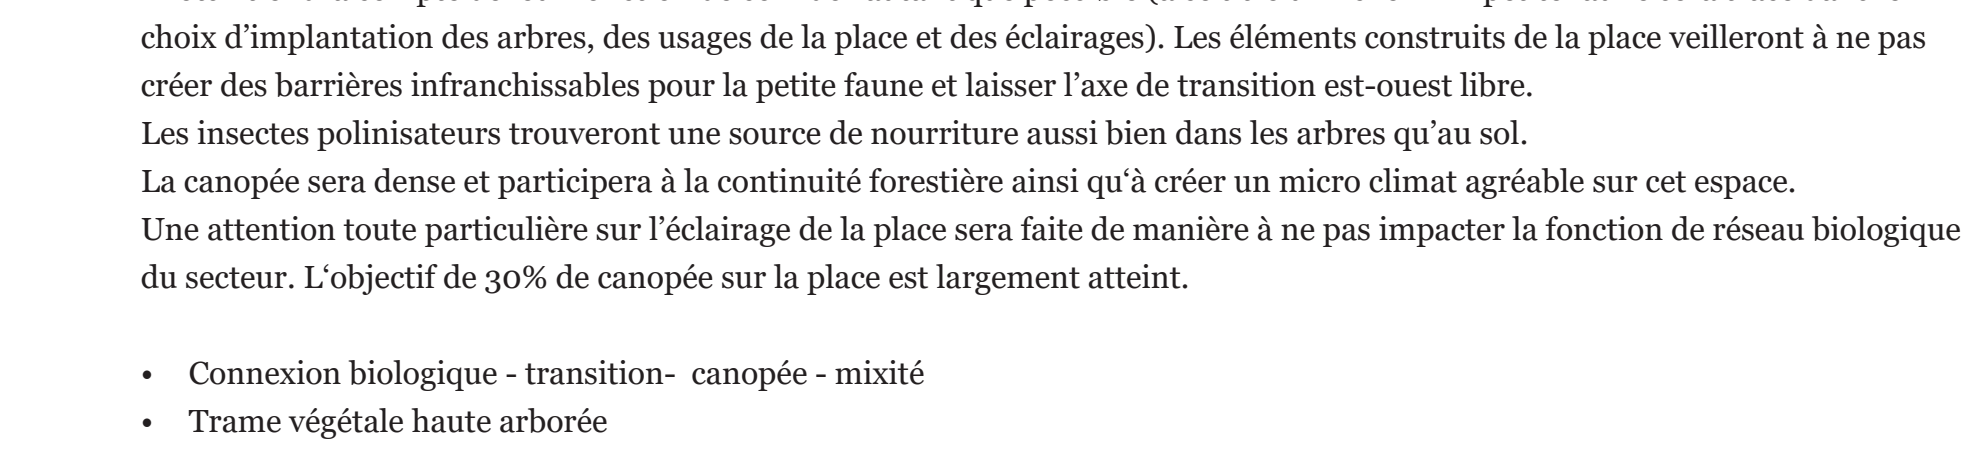 choix d’implantation des arbres, des usages de la place et des éclairages). Les éléments construits de la place veilleront à ne pas
créer des barrières infranchissables pour la petite faune et laisser l’axe de transition est-ouest libre.
Les insectes polinisateurs trouveront une source de nourriture aussi bien dans les arbres qu’au sol.
La canopée sera dense et participera à la continuité forestière ainsi qu‘à créer un micro climat agréable sur cet espace.
Une attention toute particulière sur l’éclairage de la place sera faite de manière à ne pas impacter la fonction de réseau biologique
du secteur. L‘objectif de 30% de canopée sur la place est largement atteint.
• Connexion biologique - transition-  canopée - mixité
• Trame végétale haute arborée